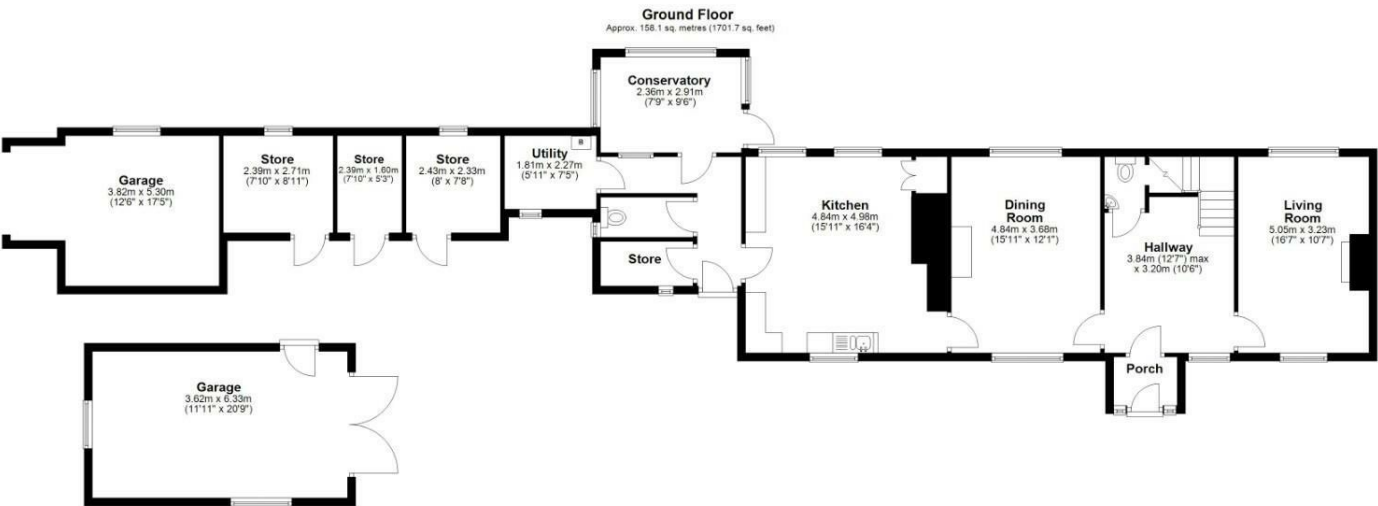 Ground Floor
Approx. 158.1 sq. metres (1701.7 sq. feet)
Conservatory
2.36m x 2.91m
(7'9" x 9'6")
Garage
3.82m x 5.30m
(12'6" x 17'5")
Store
2.39m x 2.71m
(7'10" x 8'11")
Store
2.39m x 1.60m
(7'10" x 5'3")
Store
2.43m x 2.33m
(8' x 7'8")
Utility
1.81m x 2.27m
(5'11" x 7'5")
B
Store
Kitchen
4.84m x 4.98m
(15'11" x 16'4")
Dining
Room
4.84m x 3.68m
(15'11" x 12'1")
Hallway
3.84m (12'7") max
x 3.20m (10'6")
Living
Room
5.05m x 3.23m
(16'7" x 10'7")
Porch
Garage
3.62m x 6.33m
(11'11" x 20'9")